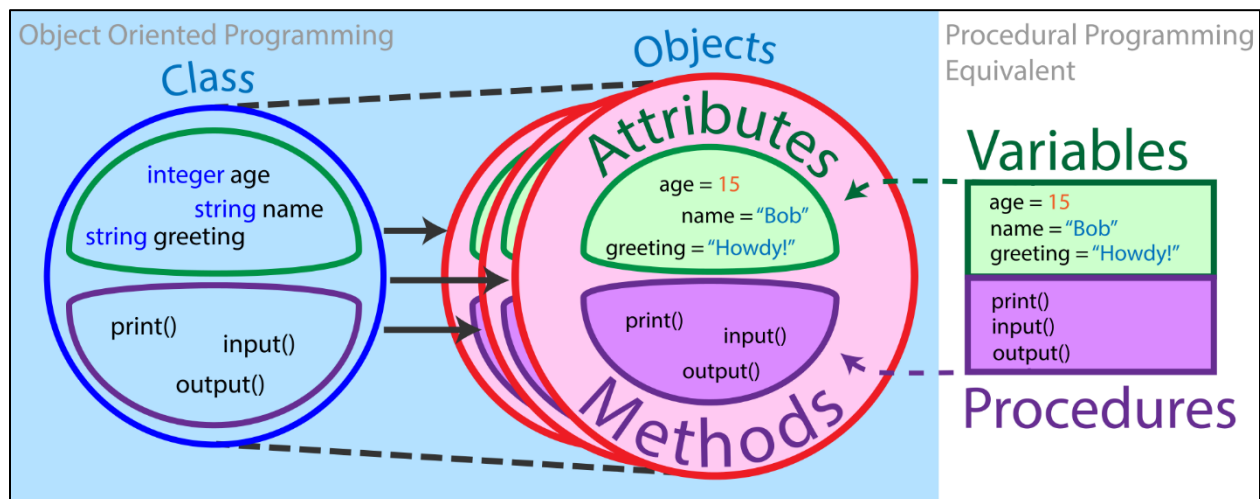 Object Oriented Programming
Class
integer age
string name
string greeting
print()
input()
output()
Objects
Attributes
age = 15
name = “Bob”
greeting = “Howdy!”
print()
input()
output()
Methods
Procedural Programming
Equivalent
Variables
age = 15
name = “Bob”
greeting = “Howdy!”
print()
input()
output()
Procedures